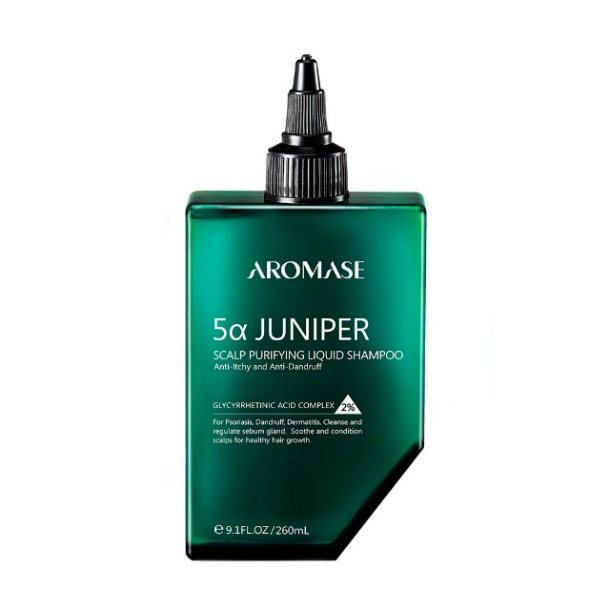 AROMASE
5α JUNIPER
SCALP PURIFYING LIQUID SHAMPOO
Anti-Itchy and Anti-Dandruff
GLYCYRRHETINIC ACID COMPLEX 2%
For Psoriasis, Dandruff, Dermatitis. Cleanse and
regulate sebum gland. Soothe and condition
scalps for healthy hair growth.
℮ 9.1FL.OZ/260mL